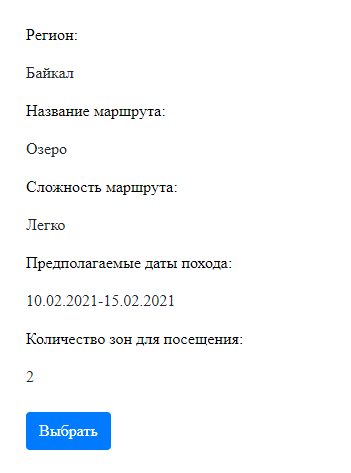 Регион:
Байкал
Название маршрута:
Озеро
Сложность маршрута:
Легко
Предполагаемые даты похода:
10.02.2021-15.02.2021
Количество зон для посещения:
2
Выбрать